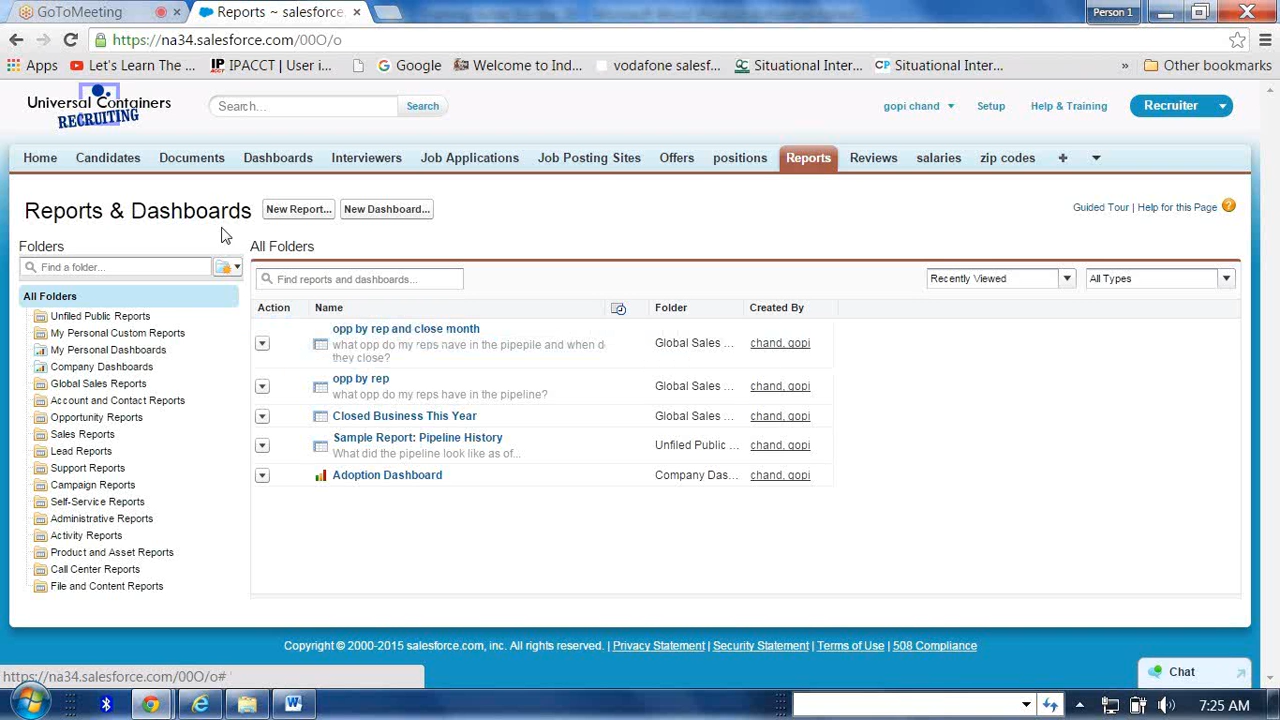 GoToMeeting
Reports ~ salesforce.
Person 1
https://na34.salesforce.com/00O/o
Apps
Let's Learn The ...
IPACCT | User i...
Google
Welcome to Ind...
vodafone salesf...
Situational Inter...
Situational Inter...
»
Other bookmarks
Universal Containers
RECRUITING
Search...
Search
gopi chand
Setup
Help & Training
Recruiter
Home
Candidates
Documents
Dashboards
Interviewers
Job Applications
Job Posting Sites
Offers
positions
Reports
Reviews
salaries
zip codes
+
Reports & Dashboards
New Report...
New Dashboard...
Guided Tour | Help for this Page ?
Folders
Find a folder...
All Folders
Unfiled Public Reports
My Personal Custom Reports
My Personal Dashboards
Company Dashboards
Global Sales Reports
Account and Contact Reports
Opportunity Reports
Sales Reports
Lead Reports
Support Reports
Campaign Reports
Self-Service Reports
Administrative Reports
Activity Reports
Product and Asset Reports
Call Center Reports
File and Content Reports
All Folders
Find reports and dashboards...
Recently Viewed
All Types
Action
Name
Folder
Created By
opp by rep and close month
what opp do my reps nave in the pipepile and when d
they close?
Global Sales ...
chand, gopi
opp by rep
what opp do my reps have in the pipeline?
Global Sales ...
chand, gopi
Closed Business This Year
Global Sales ...
chand, gopi
Sample Report: Pipeline History
What did the pipeline look like as of...
Unfiled Public ...
chand, gopi
Adoption Dashboard
Company Das...
chand, gopi
Copyright © 2000-2015 salesforce.com, inc. All rights reserved. | Privacy Statement | Security Statement | Terms of Use | 508 Compliance
Chat
https://na34.salesforce.com/00O/o#
7:25 AM